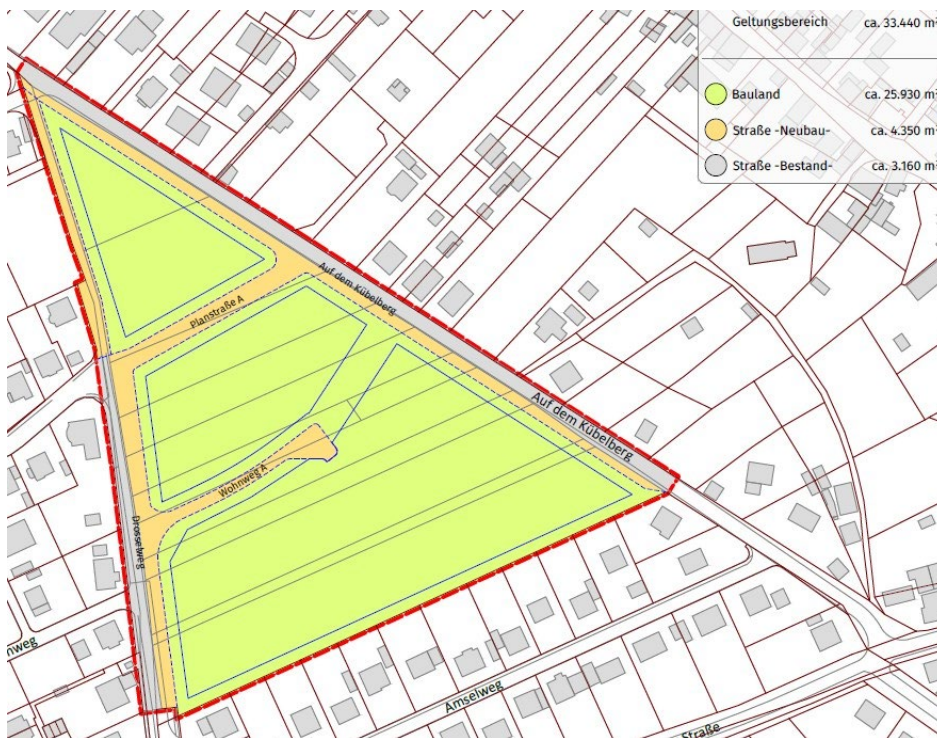 Geltungsbereich ca. 33.440 m²
Bauland ca. 25.930 m²
Straße -Neubau- ca. 4.350 m²
Straße -Bestand- ca. 3.160 m²
Auf dem Kübelberg
Planstraße A
Auf dem Kübelberg
Wohnweg A
Drosselweg
nweg
Amselweg
Straße